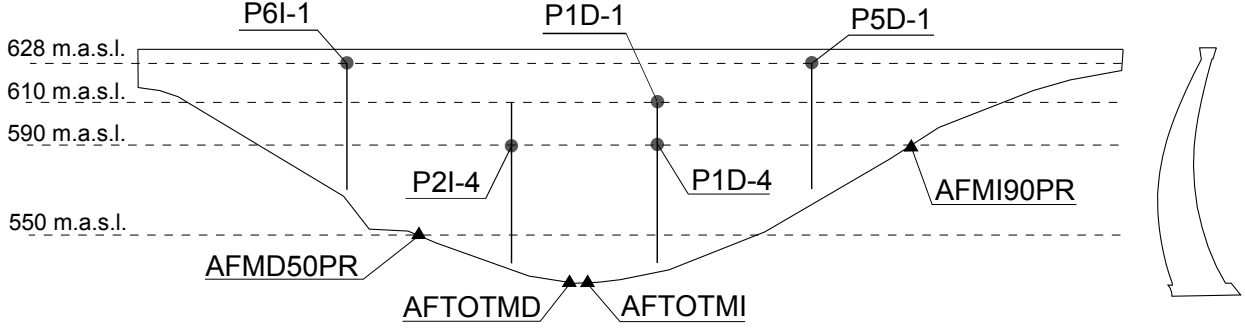 P6I-1
P1D-1
P5D-1
628 m.a.s.l.
610 m.a.s.l.
590 m.a.s.l.
P2I-4
P1D-4
AFMI90PR
550 m.a.s.l.
AFMD50PR
AFTOTMD
AFTOTMI